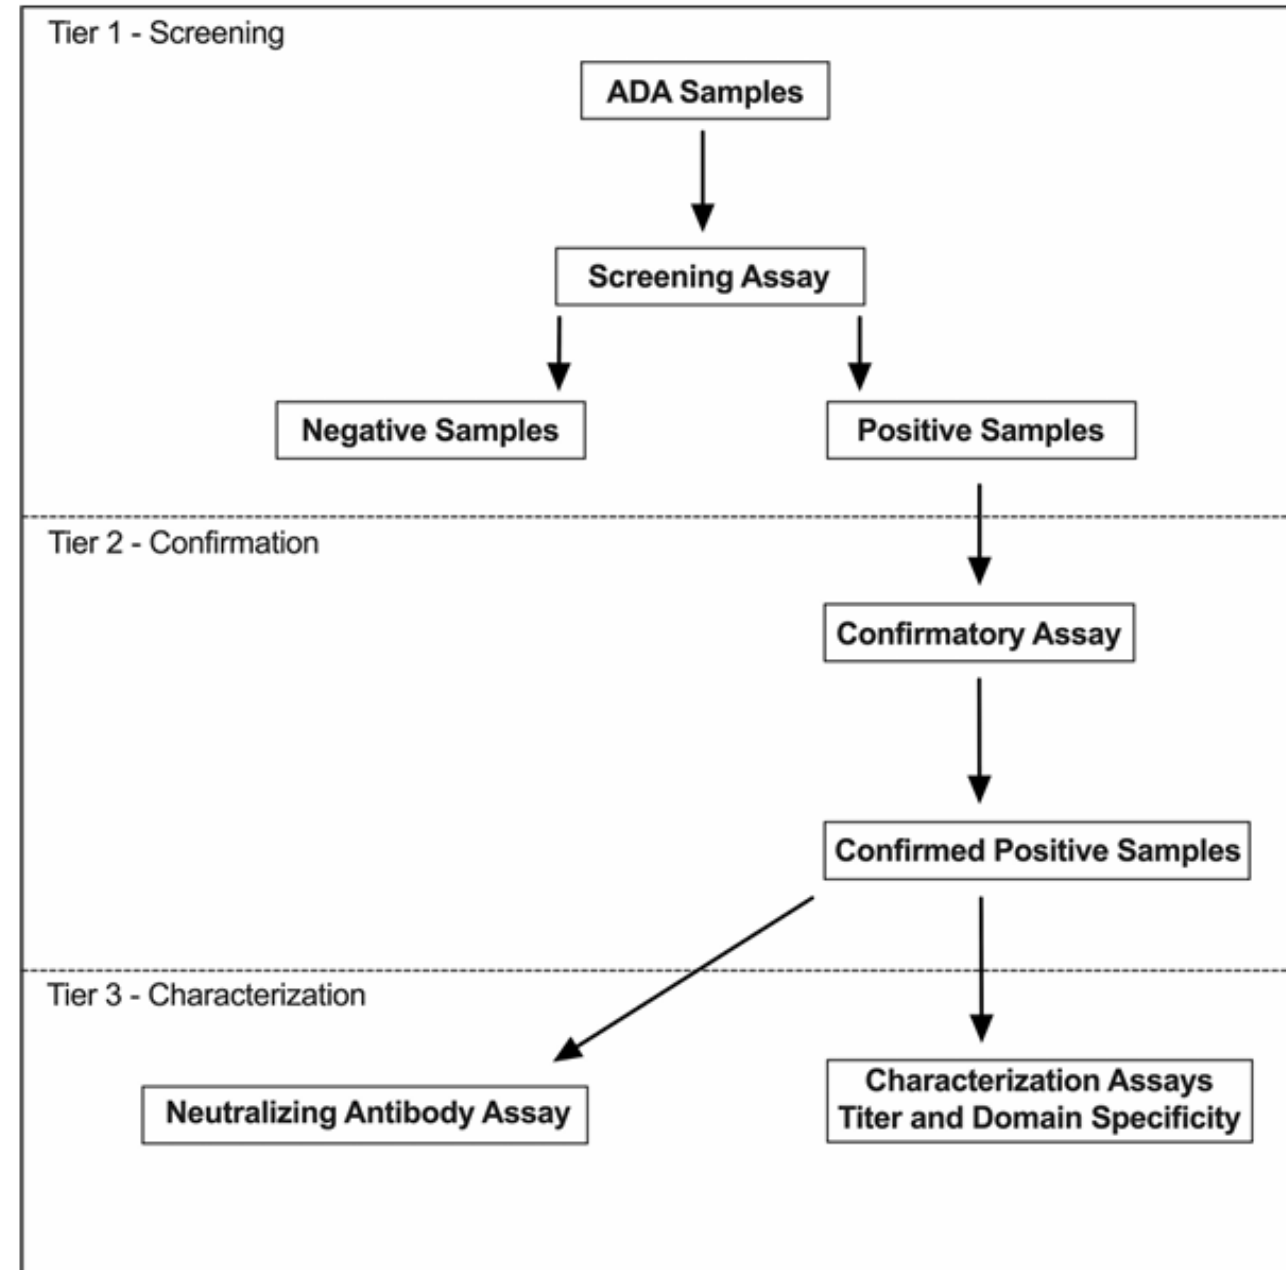 Tier 1 - Screening
ADA Samples
Screening Assay
Negative Samples
Positive Samples
Tier 2 - Confirmation
Confirmatory Assay
Confirmed Positive Samples
Tier 3 - Characterization
Neutralizing Antibody Assay
Characterization Assays
Titer and Domain Specificity